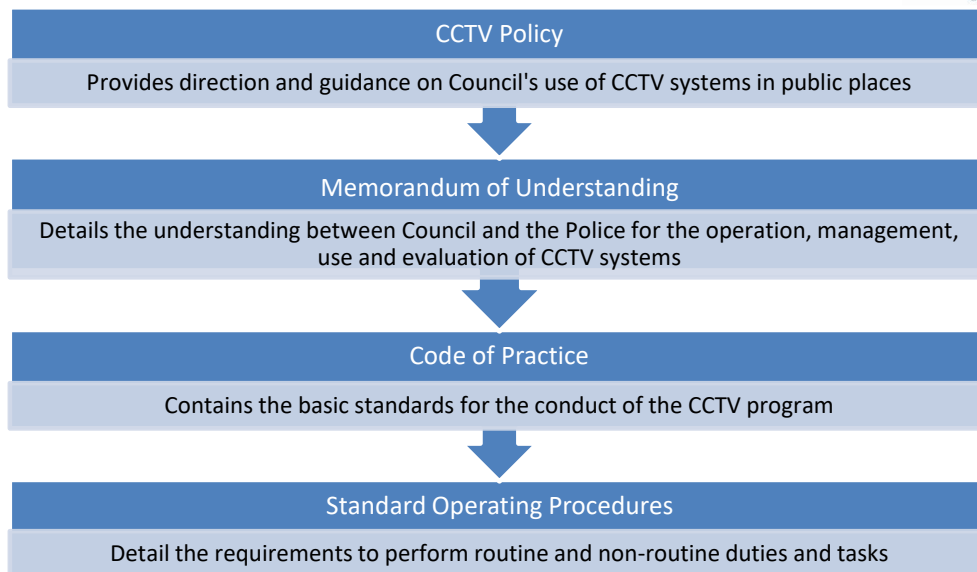 CCTV Policy
Provides direction and guidance on Council's use of CCTV systems in public places
Memorandum of Understanding
Details the understanding between Council and the Police for the operation, management,
use and evaluation of CCTV systems
Code of Practice
Contains the basic standards for the conduct of the CCTV program
Standard Operating Procedures
Detail the requirements to perform routine and non-routine duties and tasks